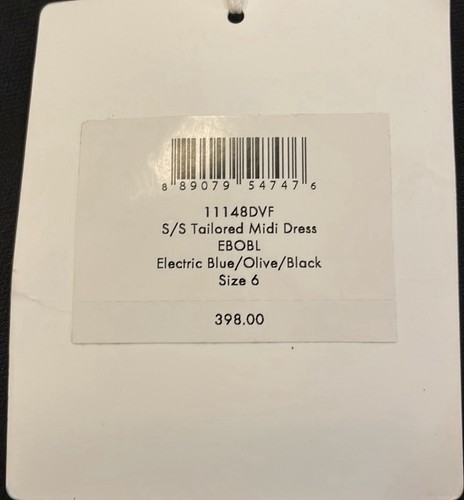 8 89079 54747 6
11148DVF
S/S Tailored Midi Dress
EBOBL
Electric Blue/Olive/Black
Size 6
398.00